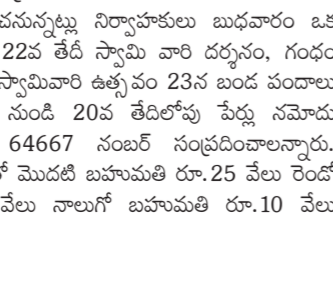 చనున్నట్లు నిర్వాహకులు బుధవారం ఒక
22వ తేదీ స్వామి వారి దర్శనం, గంధం
స్వామివారి ఉత్సవం 23న బండ పందాలు
నుండి 20వ తేదిలోపు పేర్లు నమోదు
64667 నంబర్ సంప్రదించాలన్నారు.
మొదటి బహుమతి రూ.25 వేలు రెండో
వేలు నాలుగో బహుమతి రూ.10 వేలు